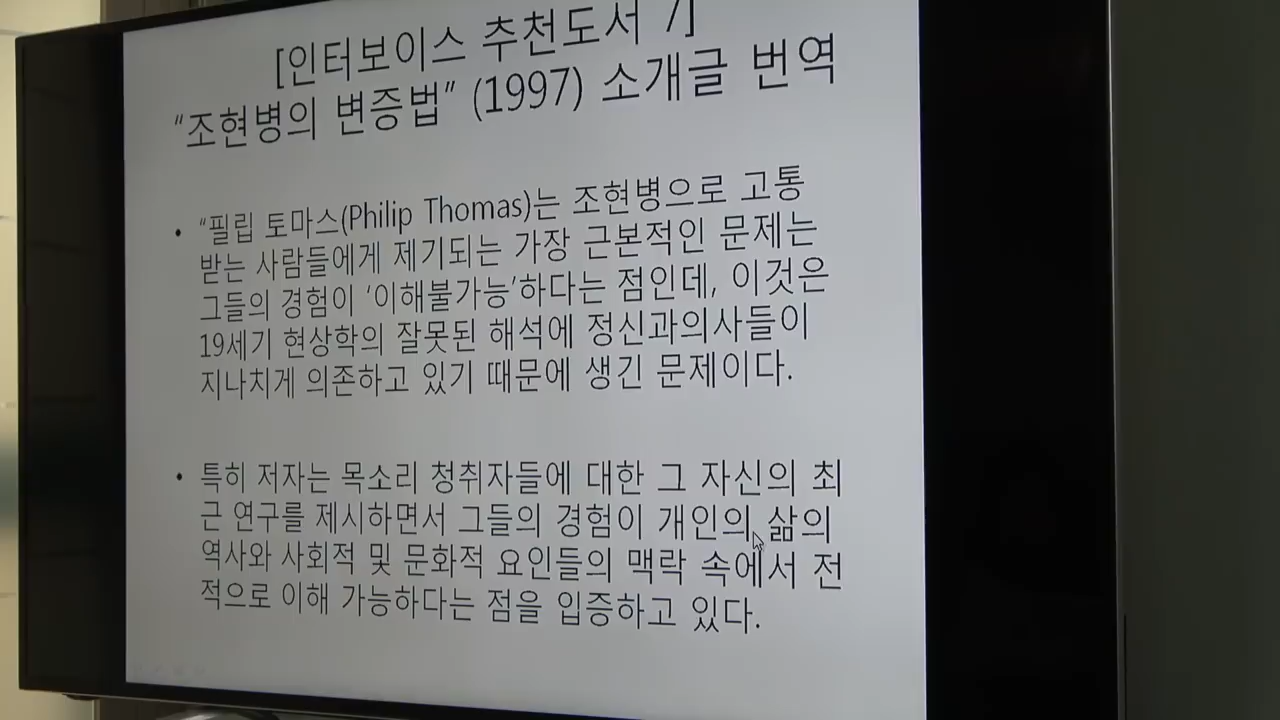 [인터보이스 추천도서 7]
“조현병의 변증법” (1997) 소개글 번역
• “필립 토마스(Philip Thomas)는 조현병으로 고통
받는 사람들에게 제기되는 가장 근본적인 문제는
그들의 경험이 ‘이해불가능’하다는 점인데, 이것은
19세기 현상학의 잘못된 해석에 정신과의사들이
지나치게 의존하고 있기 때문에 생긴 문제이다.
• 특히 저자는 목소리 청취자들에 대한 그 자신의 최
근 연구를 제시하면서 그들의 경험이 개인의 삶의
역사와 사회적 및 문화적 요인들의 맥락 속에서 전
적으로 이해 가능하다는 점을 입증하고 있다.